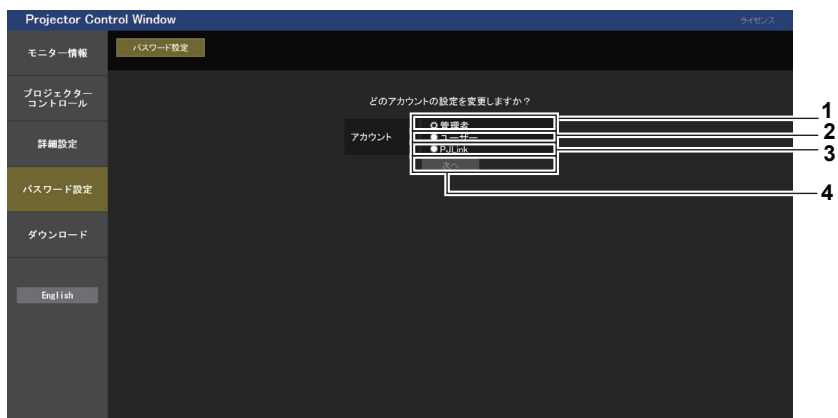 Projector Control Window
ライセンス
モニター情報
パスワード設定
プロジェクター
コントロール
どのアカウントの設定を変更しますか?
アカウント
管理者
1
ユーザー
2
PJLink
3
次へ
4
詳細設定
パスワード設定
ダウンロード
English